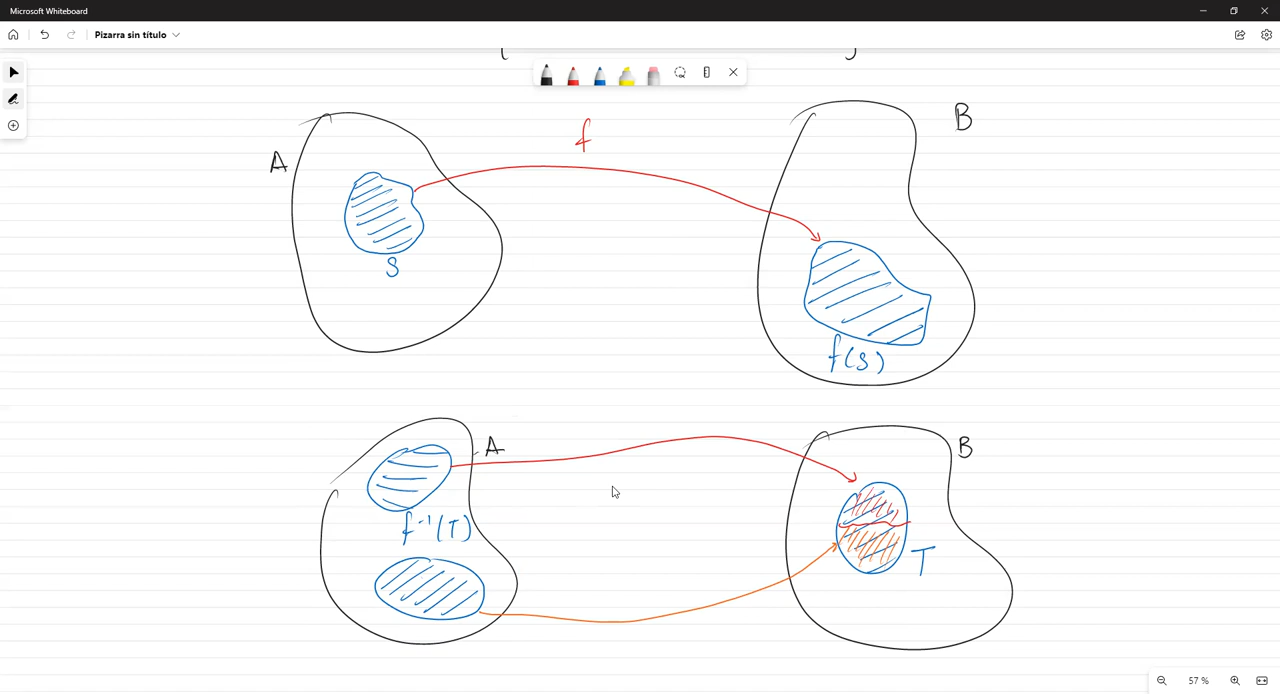 Microsoft Whiteboard
Pizarra sin título
A
f
B
S
f(S)
A
B
f⁻¹(T)
T
57 %